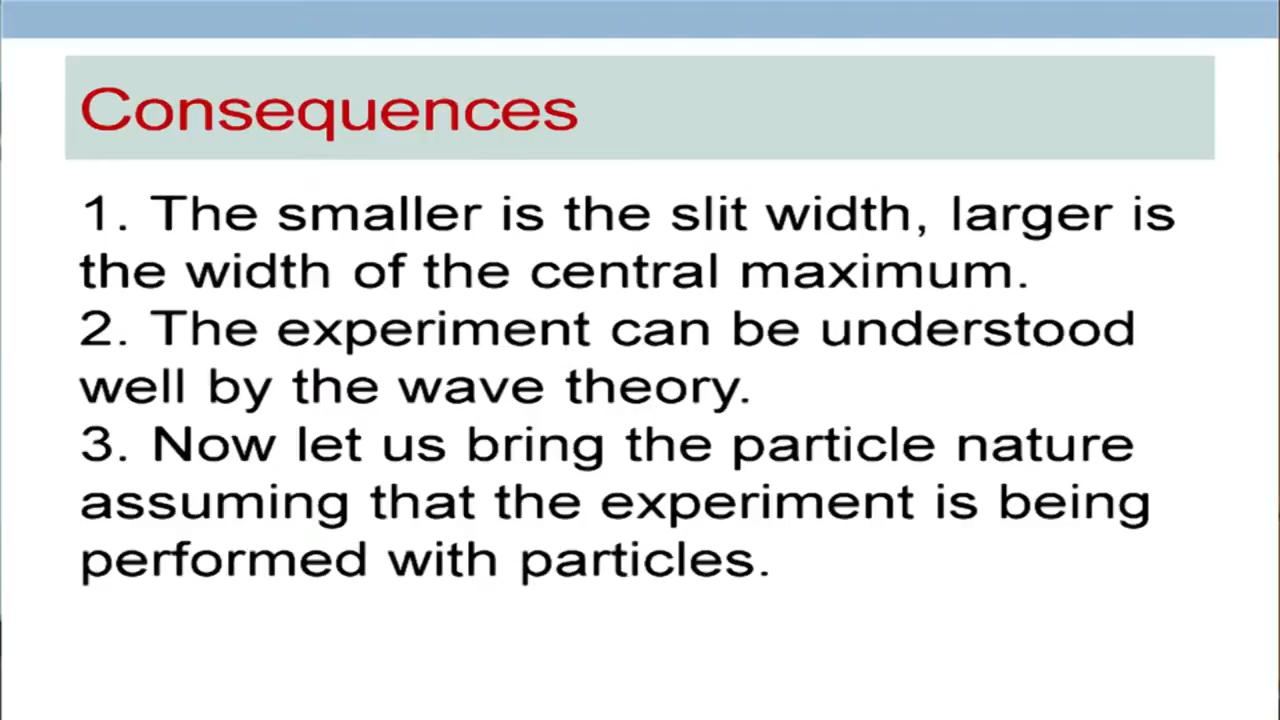 Consequences
1. The smaller is the slit width, larger is
the width of the central maximum.
2. The experiment can be understood
well by the wave theory.
3. Now let us bring the particle nature
assuming that the experiment is being
performed with particles.